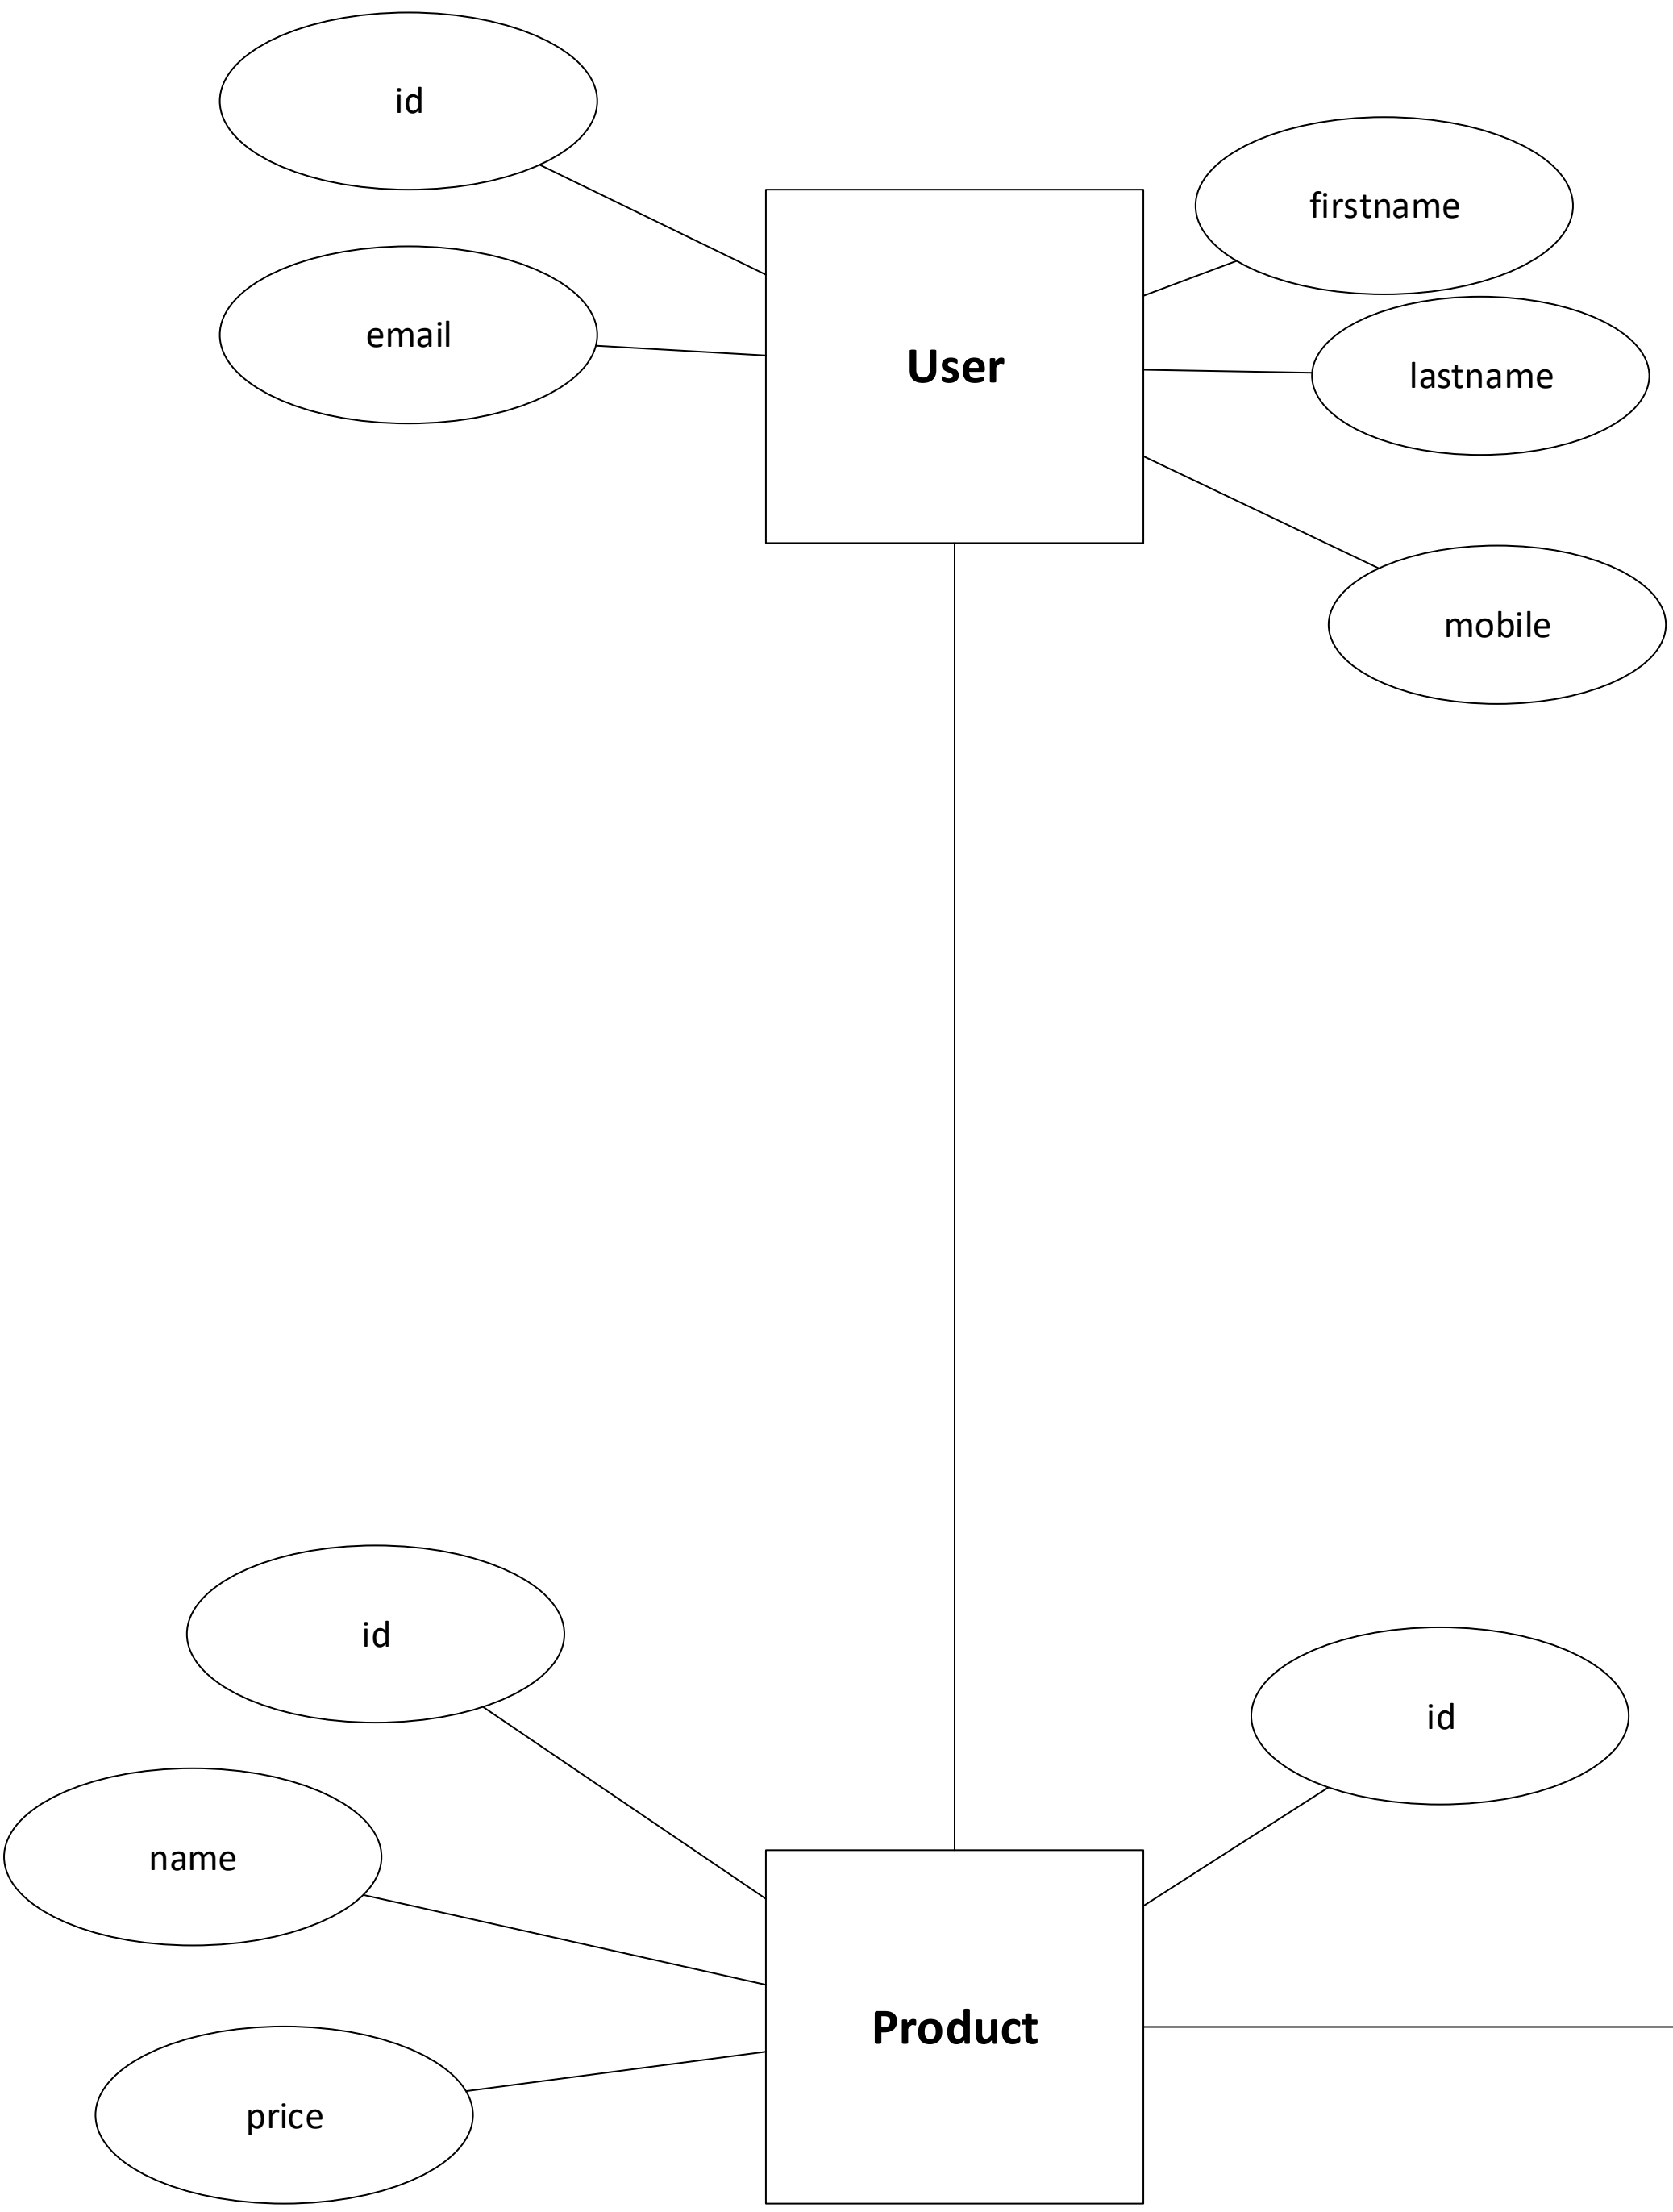 id
firstname
email
User
lastname
mobile
id
id
name
Product
price